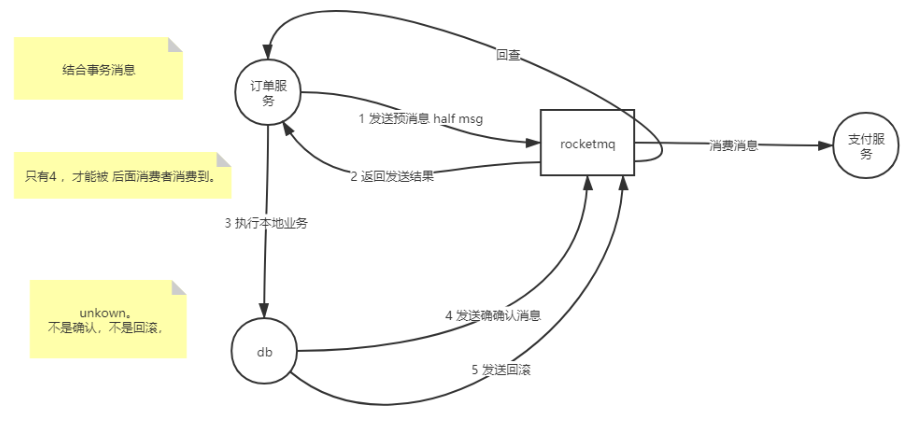 回查
结合事务消息
订单服
务
1 发送预消息 half msg
rocketmq
消费消息
支付服
务
只有4 ，才能被 后面消费者消费到。
2 返回发送结果
3 执行本地业务
unkown。
不是确认，不是回滚，
4 发送确确认消息
db
5 发送回滚